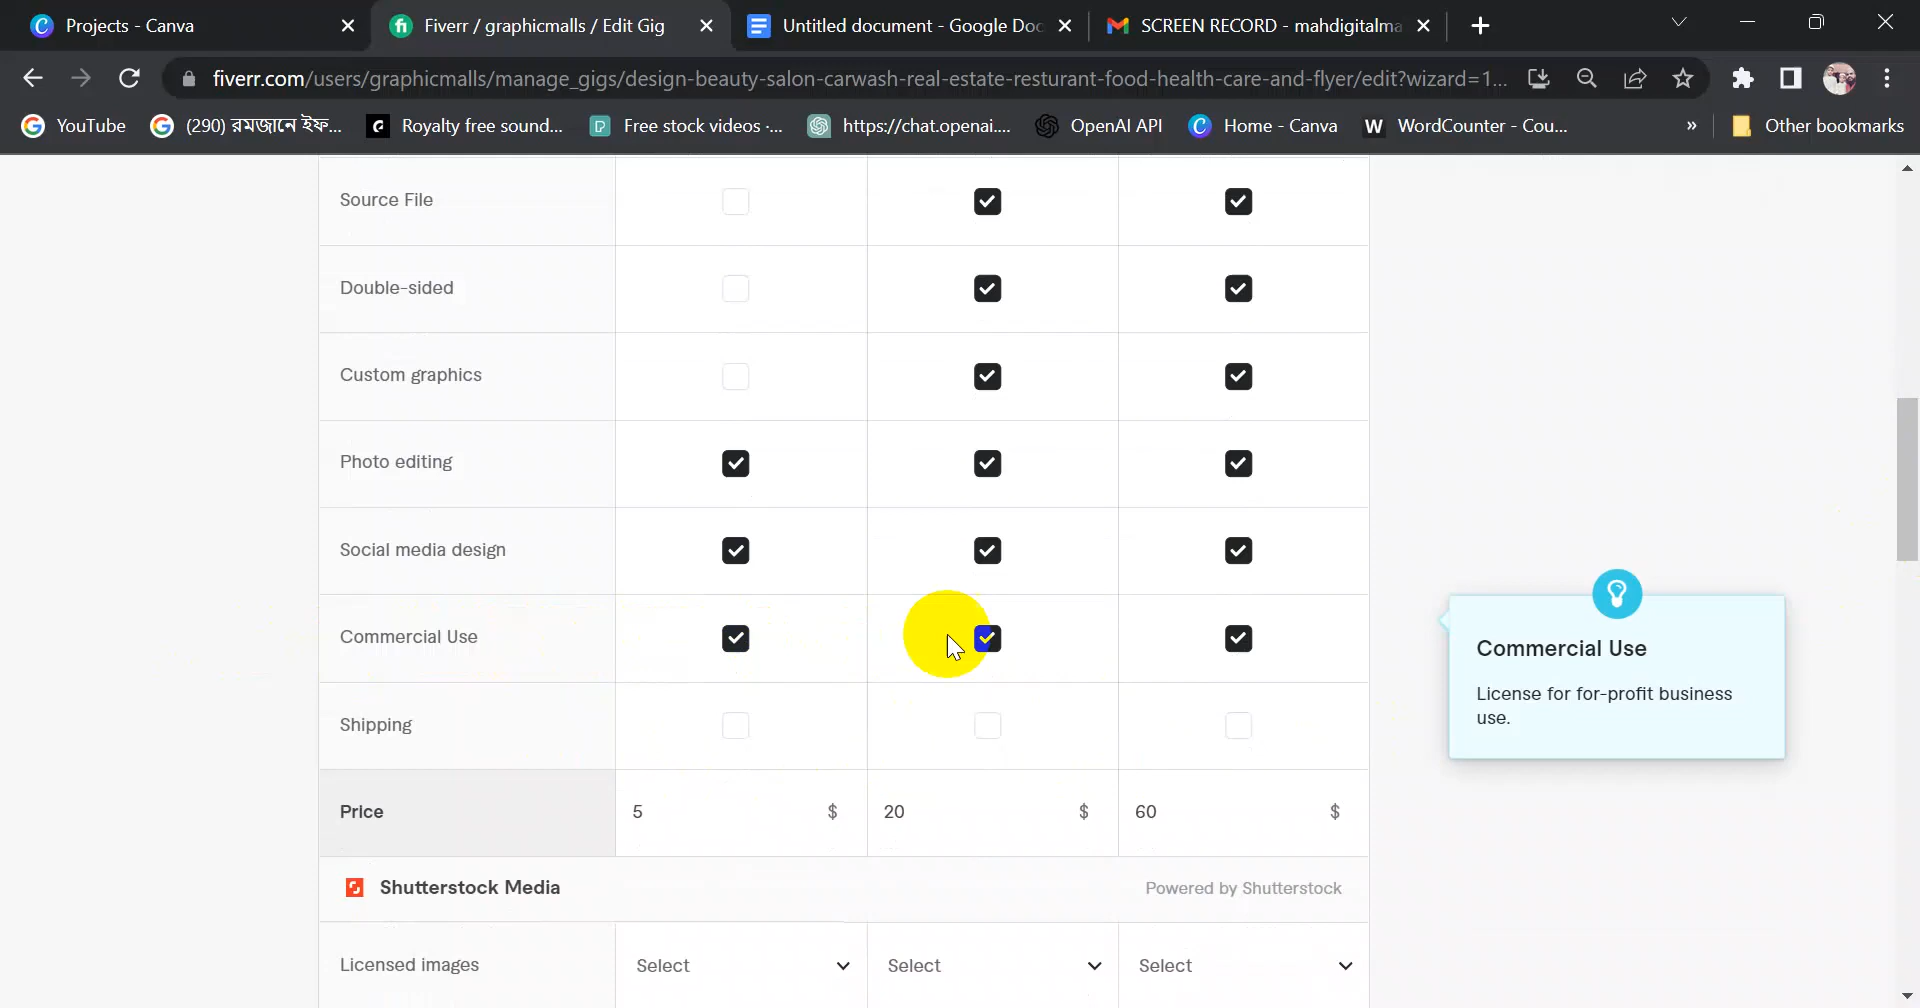 Projects - Canva
Fiverr / graphicmalls / Edit Gig
Untitled document - Google Doc
SCREEN RECORD - mahdigitalma
fiverr.com/users/graphicmalls/manage_gigs/design-beauty-salon-carwash-real-estate-resturant-food-health-care-and-flyer/edit?wizard=1...
YouTube
(290) রমজানে ইফ...
Royalty free sound...
Free stock videos ·...
https://chat.openai....
OpenAI API
Home - Canva
WordCounter - Cou...
»
Other bookmarks
Source File
Double-sided
Custom graphics
Photo editing
Social media design
Commercial Use
Shipping
Price 5 $ 20 $ 60 $
Shutterstock Media Powered by Shutterstock
Licensed images Select Select Select
Commercial Use
License for for-profit business
use.